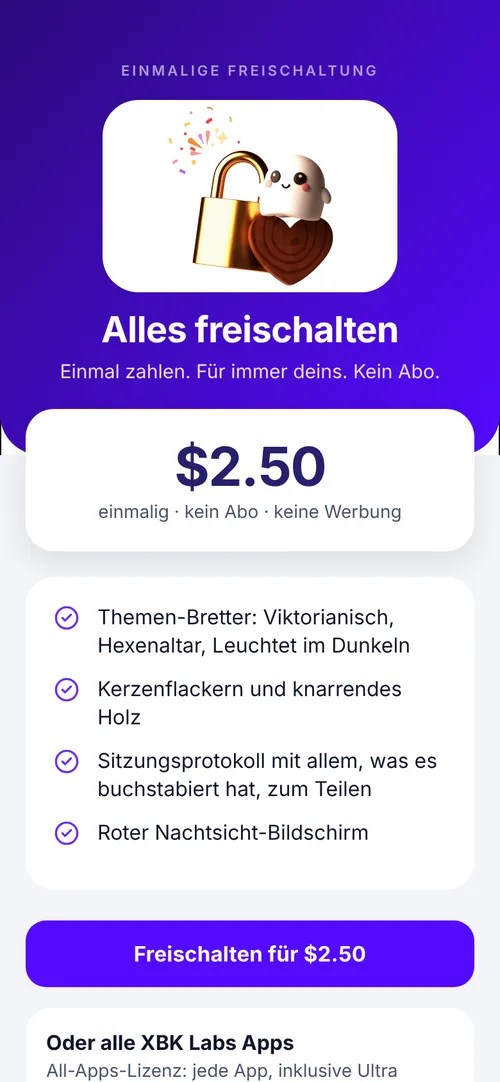 EINMALIGE FREISCHALTUNG
Alles freischalten
Einmal zahlen. Für immer deins. Kein Abo.
$2.50
einmalig · kein Abo · keine Werbung
Themen-Bretter: Viktorianisch,
Hexenaltar, Leuchtet im Dunkeln
Kerzenflackern und knarrendes
Holz
Sitzungsprotokoll mit allem, was es
buchstabiert hat, zum Teilen
Roter Nachtsicht-Bildschirm
Freischalten für $2.50
Oder alle XBK Labs Apps
All-Apps-Lizenz: jede App, inklusive Ultra